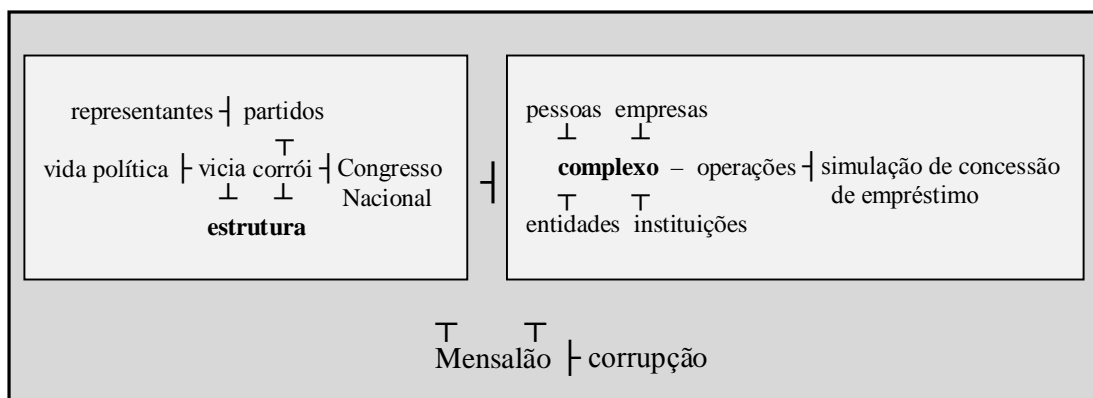 representantes ┤ partidos
vida política ├ vicia corrói ┤ Congresso
Nacional
estrutura
┤
pessoas empresas
complexo – operações ┤ simulação de concessão
de empréstimo
entidades instituições
Mensalão ├ corrupção